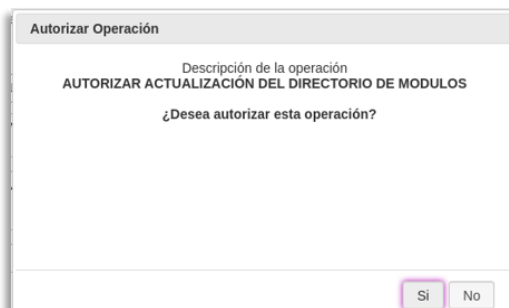 Autorizar Operación
Descripción de la operación
AUTORIZAR ACTUALIZACIÓN DEL DIRECTORIO DE MODULOS
¿Desea autorizar esta operación?
Si No